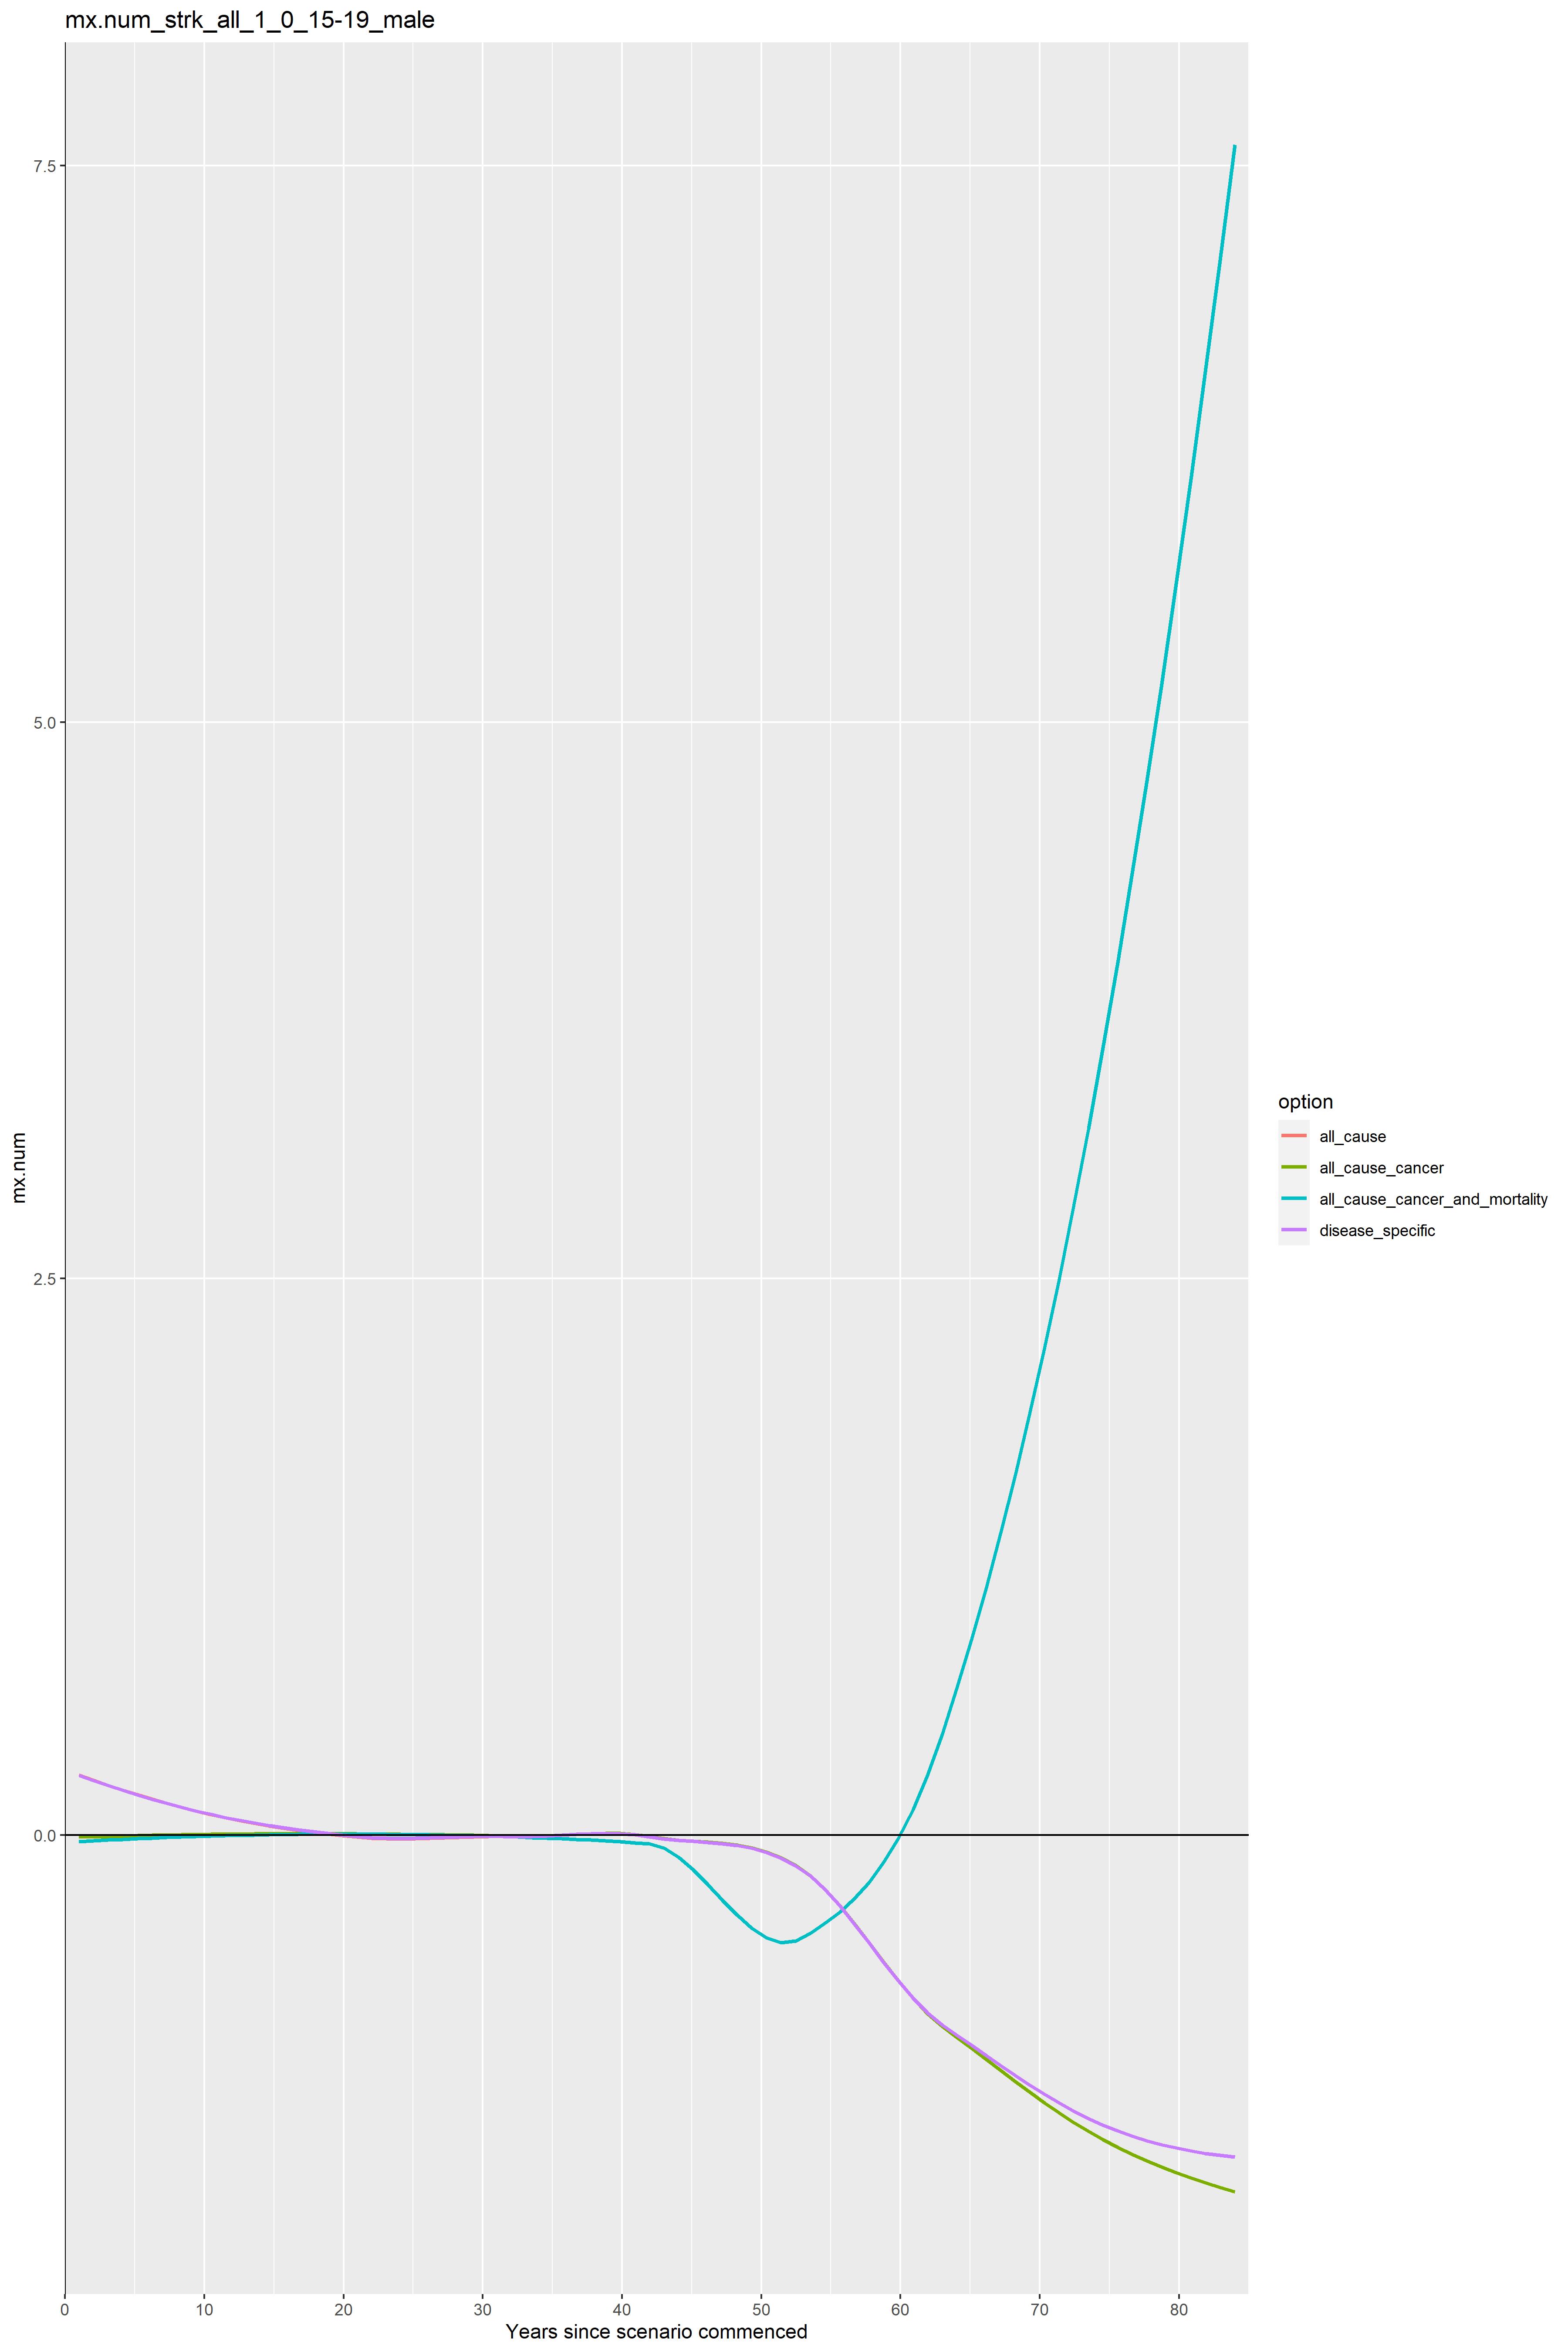 mx.num_strk_all_1_0_15-19_male
7.5
5.0
2.5
0.0
mx.num
0 10 20 30 40 50 60 70 80
Years since scenario commenced
option
all_cause
all_cause_cancer
all_cause_cancer_and_mortality
disease_specific